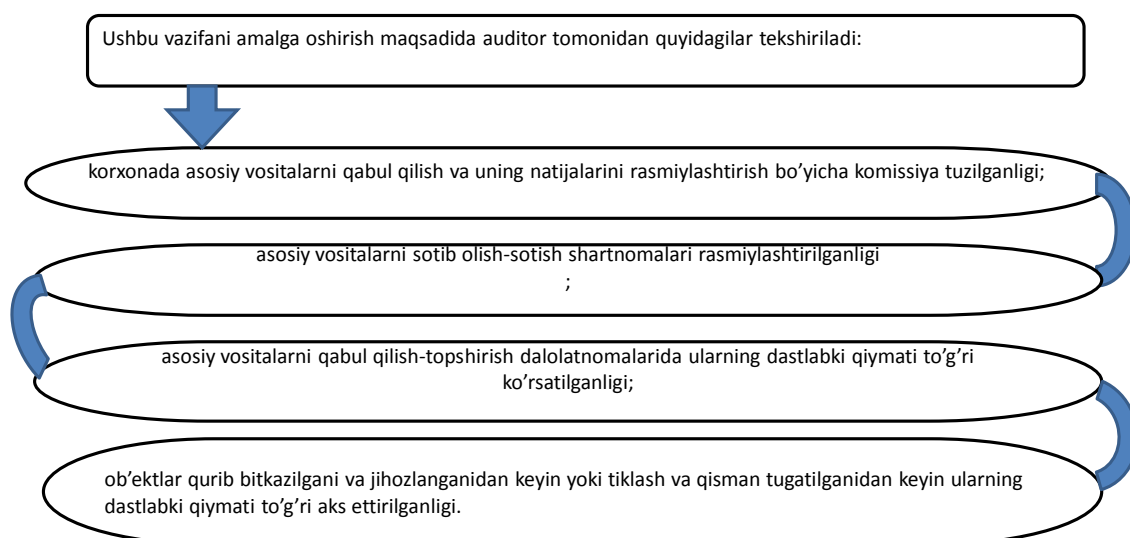 Ushbu vazifani amalga oshirish maqsadida auditor tomonidan quyidagilar tekshiriladi:
korxonada asosiy vositalarni qabul qilish va uning natijalarini rasmiylashtirish bo’yicha komissiya tuzilganligi;
asosiy vositalarni sotib olish-sotish shartnomalari rasmiylashtirilganligi
;
asosiy vositalarni qabul qilish-topshirish dalolatnomalarida ularning dastlabki qiymati to’g’ri
ko’rsatilganligi;
ob’ektlar qurib bitkazilgani va jihozlanganidan keyin yoki tiklash va qisman tugatilganidan keyin ularning
dastlabki qiymati to’g’ri aks ettirilganligi.